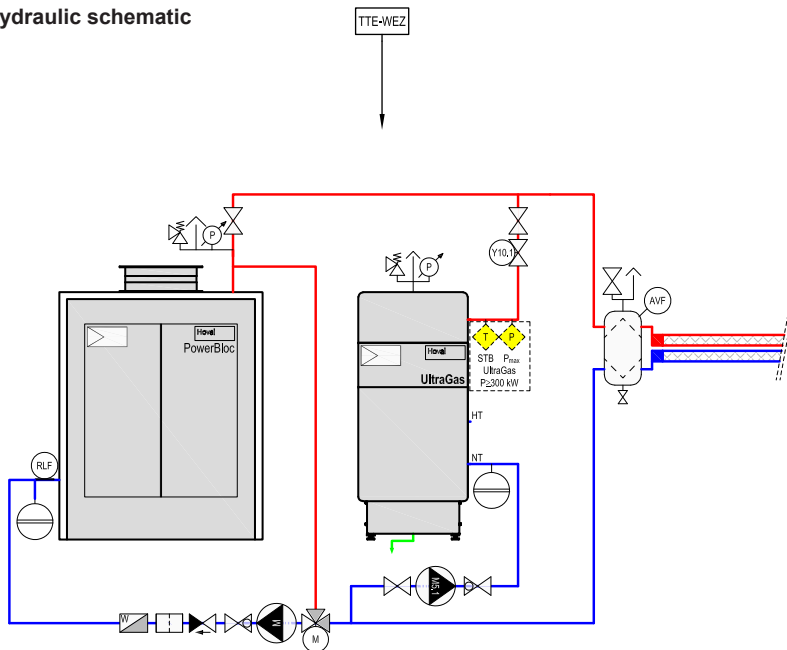 ydraulic schematic
TTE-WEZ
P
P
Y10.1
AVF
Hoval
PowerBloc
Hoval
UltraGas
T
P
STB Pmax
UltraGas
P≥300 kW
HT
NT
RLF
W
M
M
M5.1